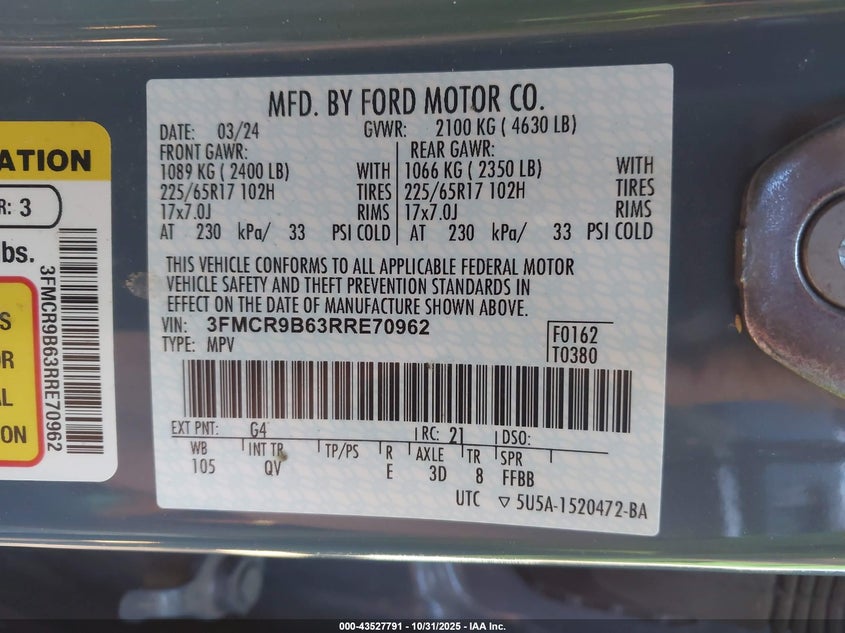 ATION
R: 3
lbs.
S
OR
AL
ION
3FMCR9B63RRE70962
MFD. BY FORD MOTOR CO.
DATE: 03/24 GVWR: 2100 KG ( 4630 LB)
FRONT GAWR: REAR GAWR:
1089 KG ( 2400 LB) WITH 1066 KG ( 2350 LB) WITH
225/65R17 102H TIRES 225/65R17 102H TIRES
17x7.0J RIMS 17x7.0J RIMS
AT 230 kPa/ 33 PSI COLD AT 230 kPa/ 33 PSI COLD
THIS VEHICLE CONFORMS TO ALL APPLICABLE FEDERAL MOTOR
VEHICLE SAFETY AND THEFT PREVENTION STANDARDS IN
EFFECT ON THE DATE OF MANUFACTURE SHOWN ABOVE.
VIN: 3FMCR9B63RRE70962 F0162
TYPE: MPV T0380
EXT PNT: G4 RC: 21 DSO:
WB INT TR TP/PS R AXLE TR SPR
105 QV E 3D 8 FFBB
UTC ▽ 5U5A-1520472-BA
000-43527791 - 10/31/2025 - IAA Inc.